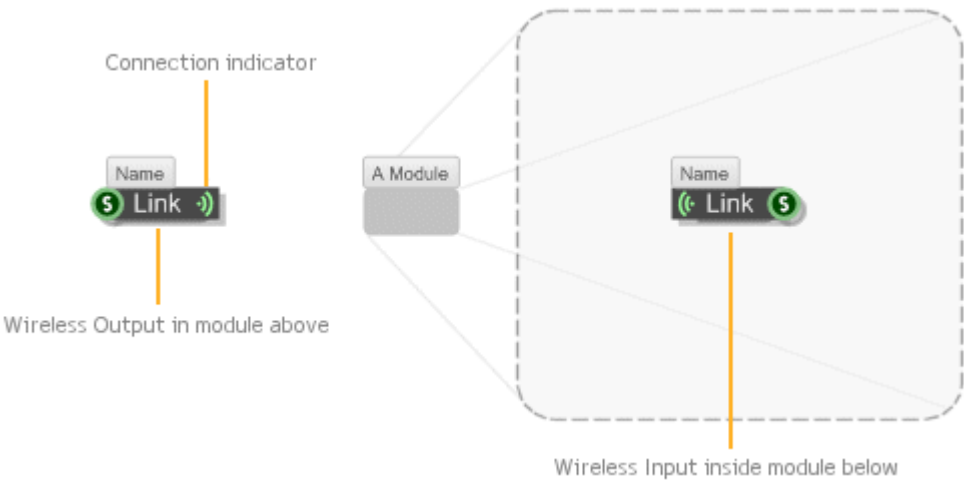 Connection indicator
Name
A Module
Name
S Link
Link S
Wireless Output in module above
Wireless Input inside module below